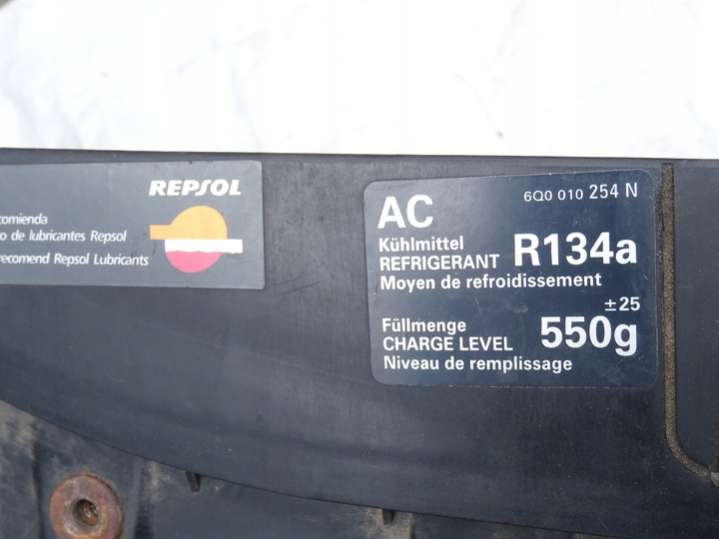 REPSOL
comienda
o de lubricantes Repsol
recomend Repsol Lubricants
6Q0 010 254 N
AC
Kühlmittel
REFRIGERANT R134a
Moyen de refroidissement
±25
Füllmenge
CHARGE LEVEL 550g
Niveau de remplissage